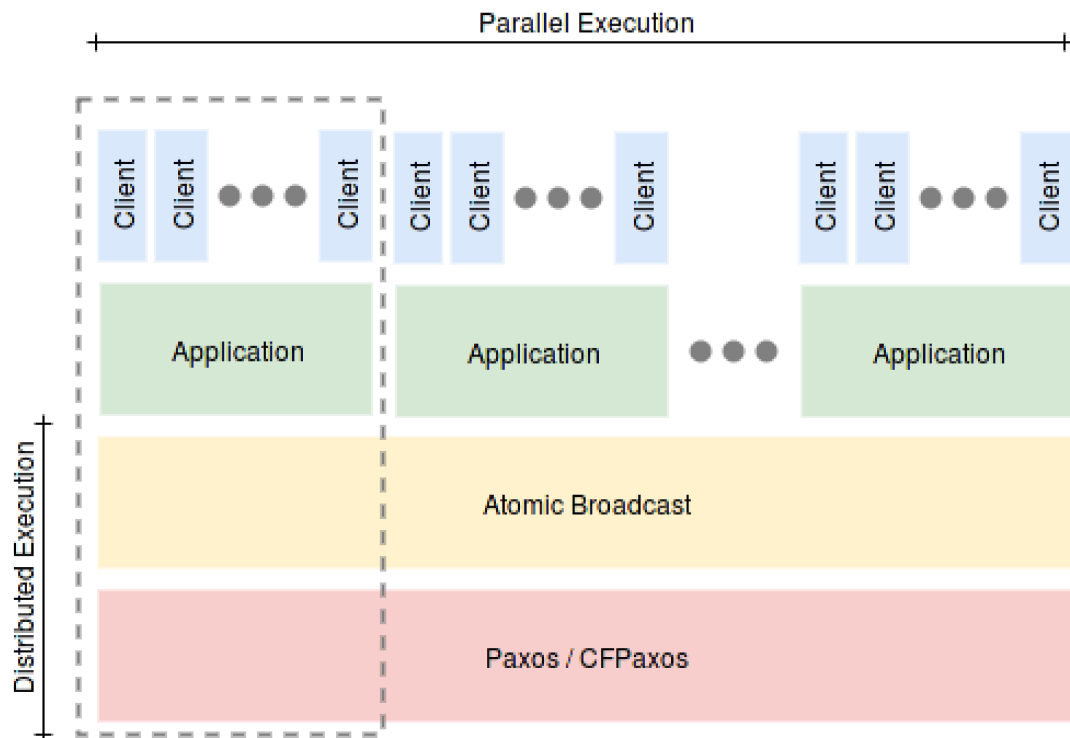 Parallel Execution
Client
Client
Client
Client
Client
Client
Client
Client
Client
Application
Application
Application
Distributed Execution
Atomic Broadcast
Paxos / CFPaxos